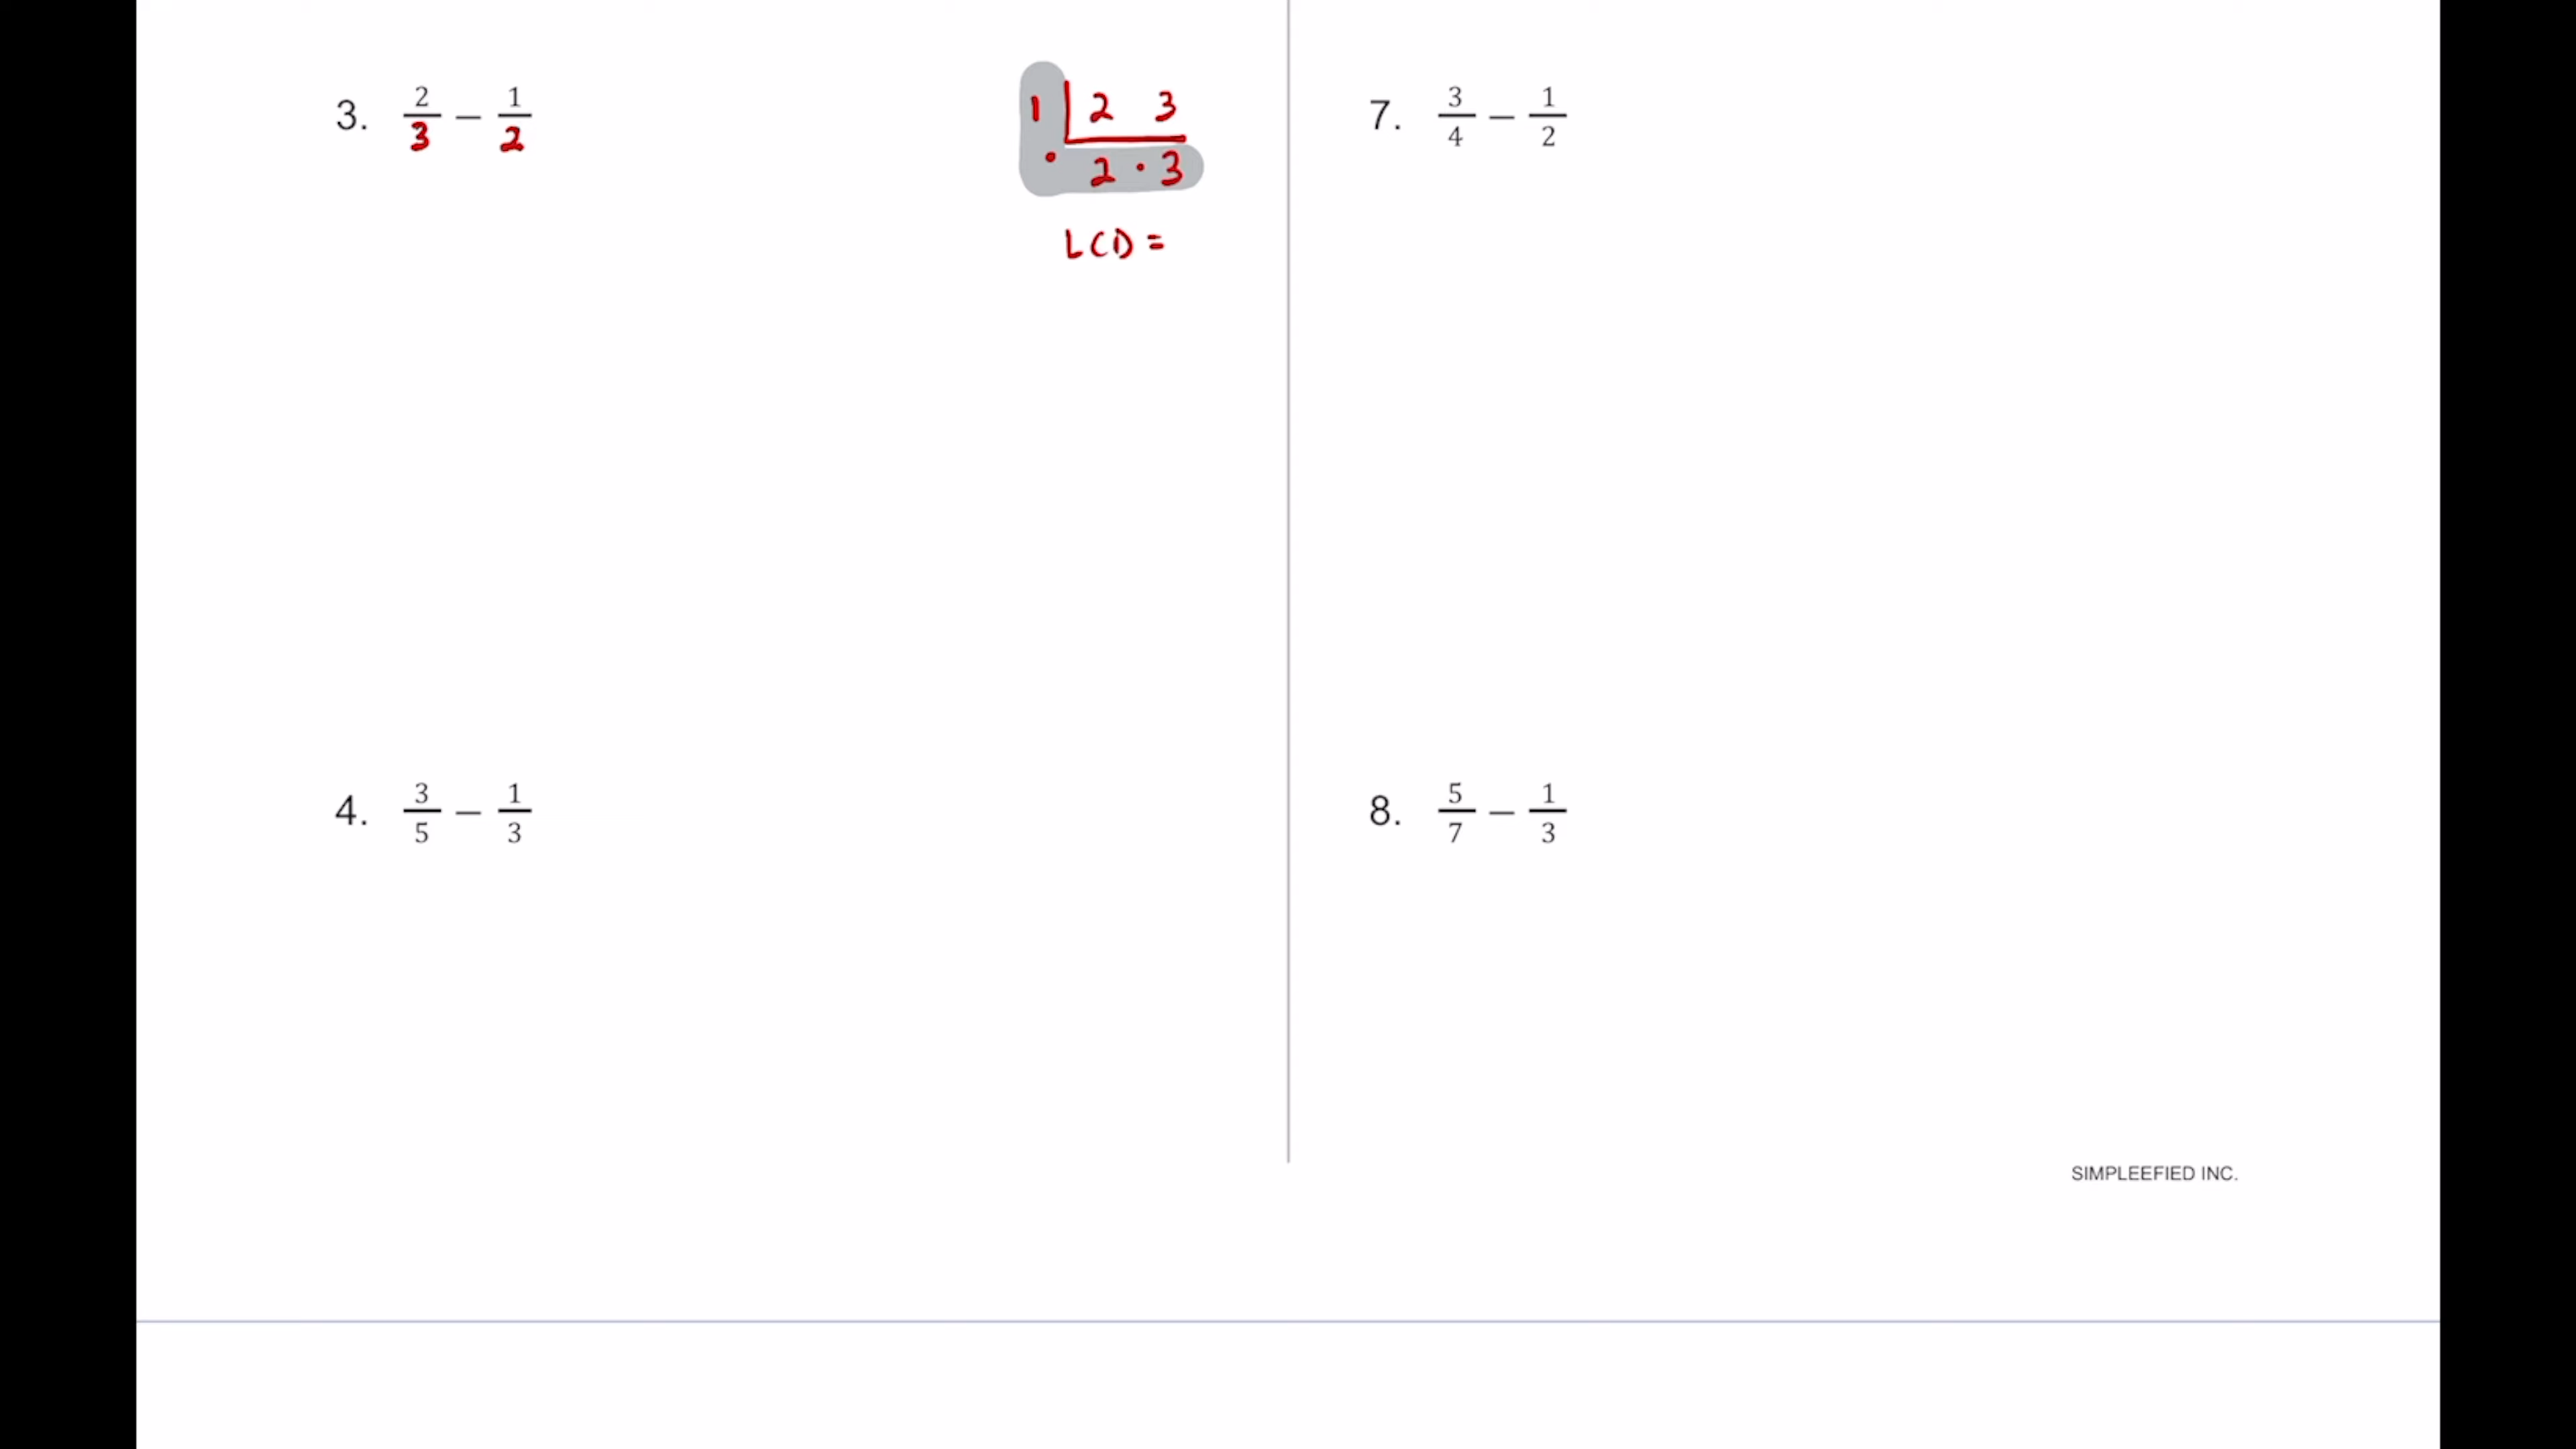 3. 2/3 − 1/2
1 2 3
· 2 · 3
LCD =
4. 3/5 − 1/3
7. 3/4 − 1/2
8. 5/7 − 1/3
SIMPLEEFIED INC.